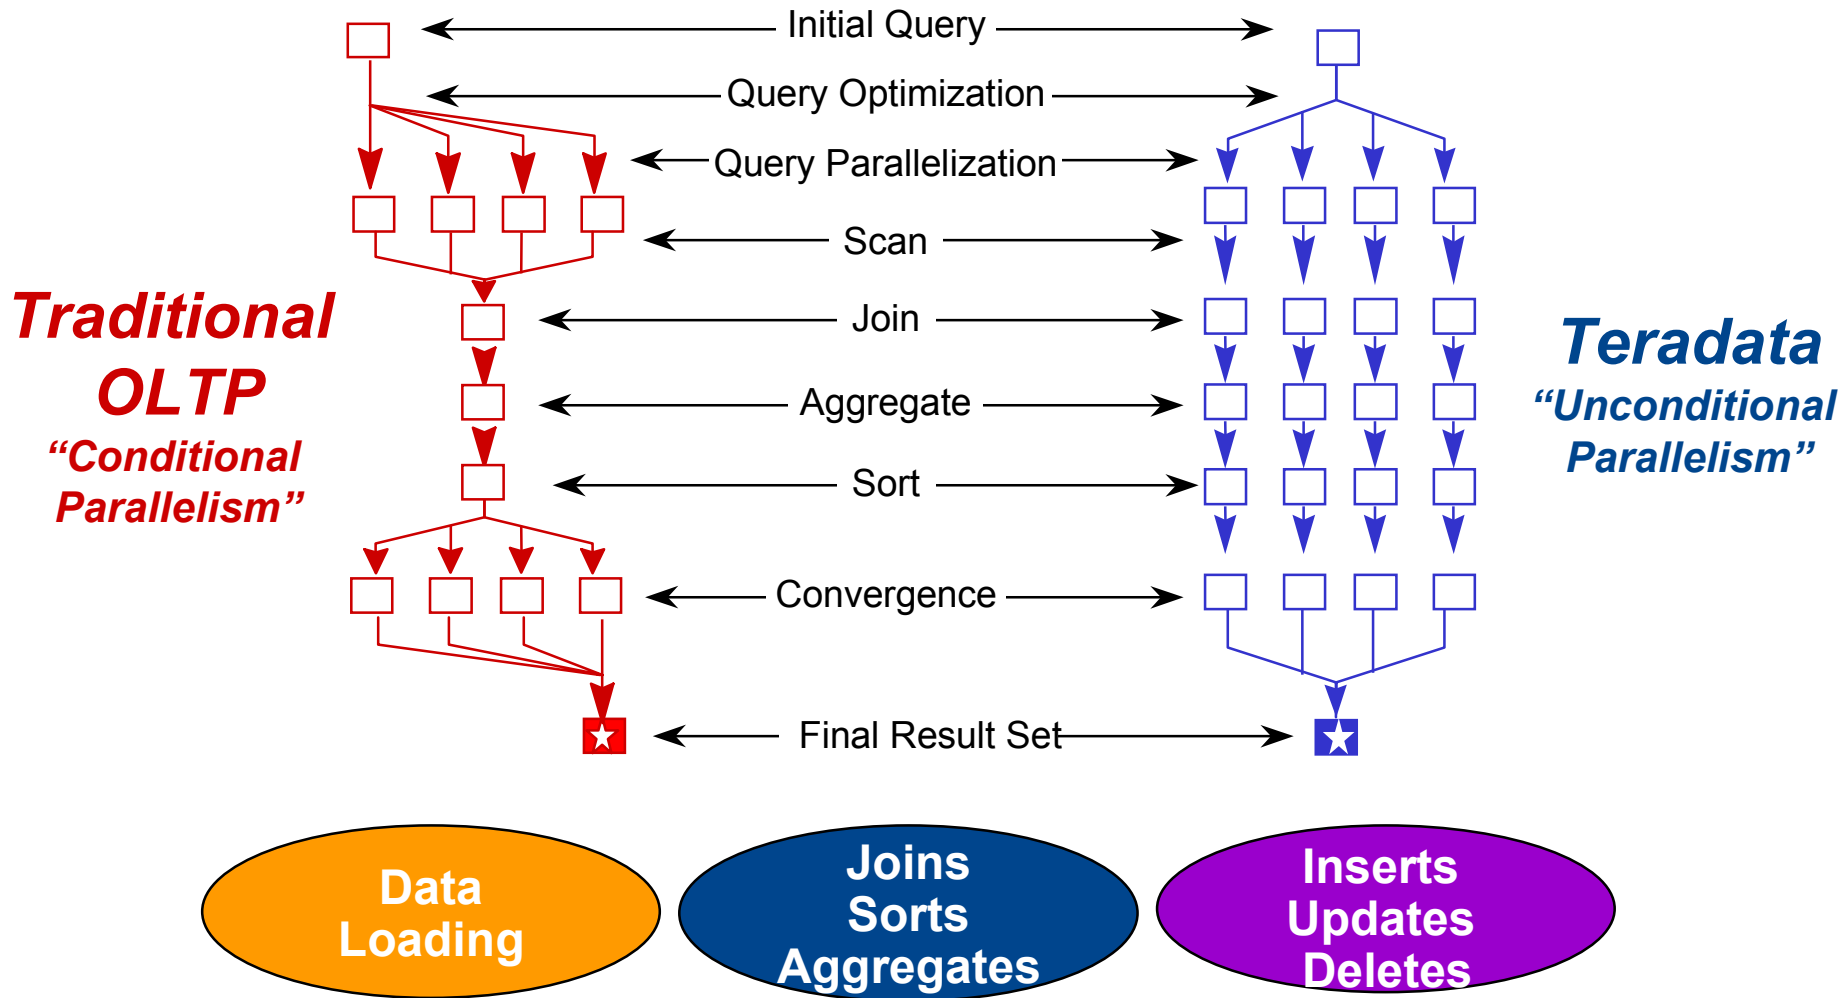 Initial Query
Query Optimization
Query Parallelization
Scan
Join
Aggregate
Sort
Convergence
Final Result Set
Traditional
OLTP
“Conditional
Parallelism”
Teradata
“Unconditional
Parallelism”
Data
Loading
Joins
Sorts
Aggregates
Inserts
Updates
Deletes